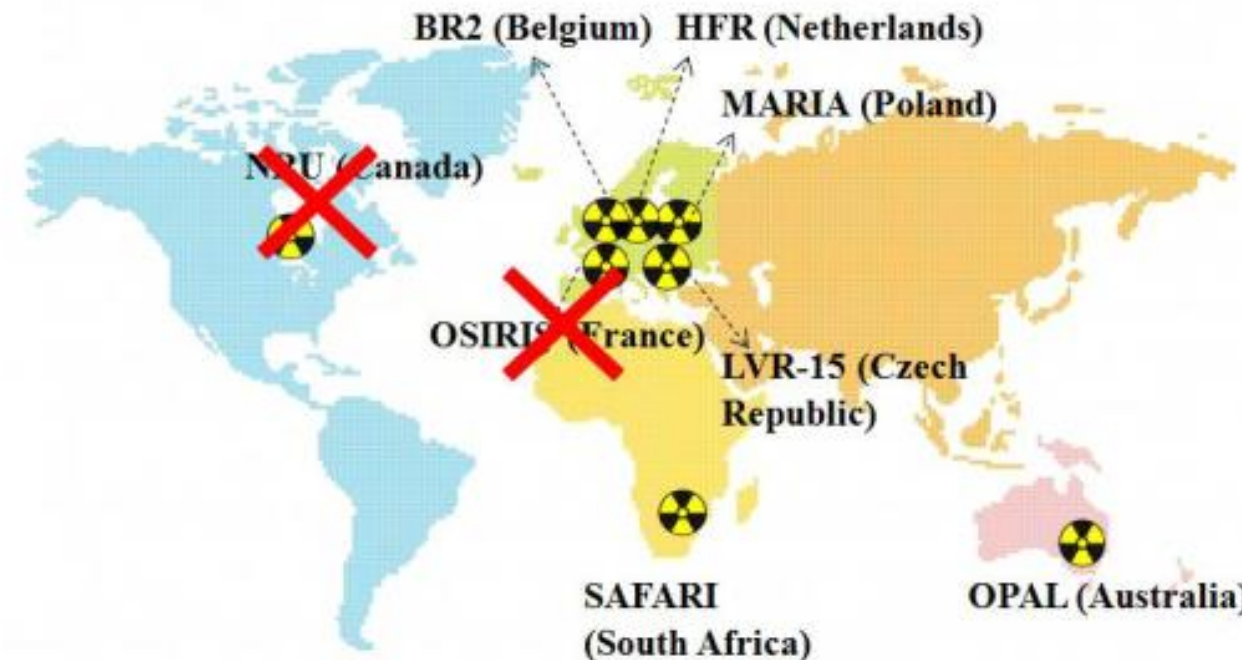 BR2 (Belgium) HFR (Netherlands)
MARIA (Poland)
NRU (Canada)
OSIRIS (France)
LVR-15 (Czech
Republic)
SAFARI
(South Africa)
OPAL (Australia)